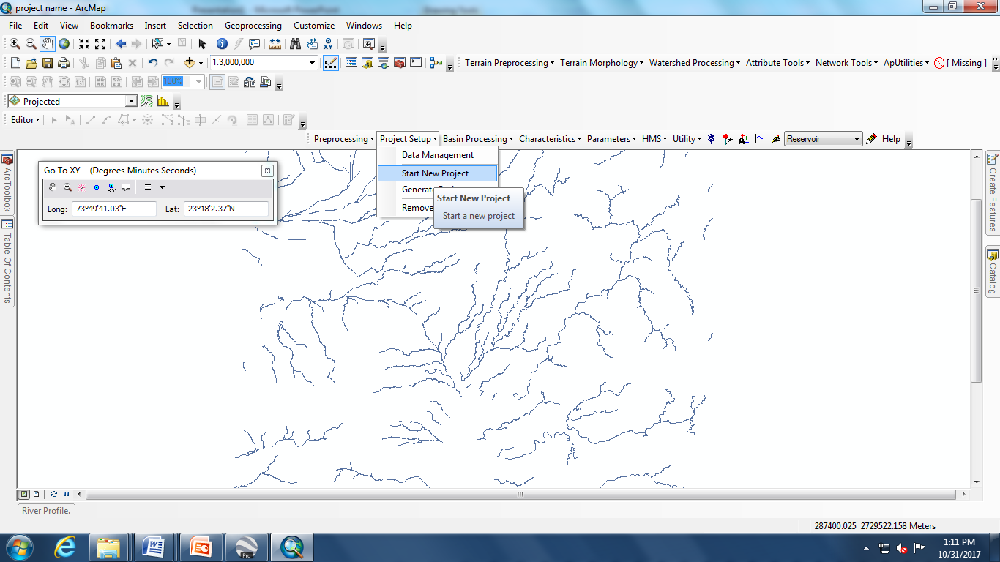 project name - ArcMap
File Edit View Bookmarks Insert Selection Geoprocessing Customize Windows Help
1:3,000,000 Terrain Preprocessing Terrain Morphology Watershed Processing Attribute Tools Network Tools ApUtilities [ Missing ]
100%
Projected
Editor
Preprocessing Project Setup Basin Processing Characteristics Parameters HMS Utility Reservoir Help
Data Management
Start New Project
Generate
Remove
Start New Project
Start a new project
Go To XY (Degrees Minutes Seconds)
Long: 73°49'41.03"E Lat: 23°18'2.37"N
ArcToolbox
Table Of Contents
Create Features
Catalog
River Profile.
287400.025 2729522.158 Meters
Pro
1:11 PM
10/31/2017